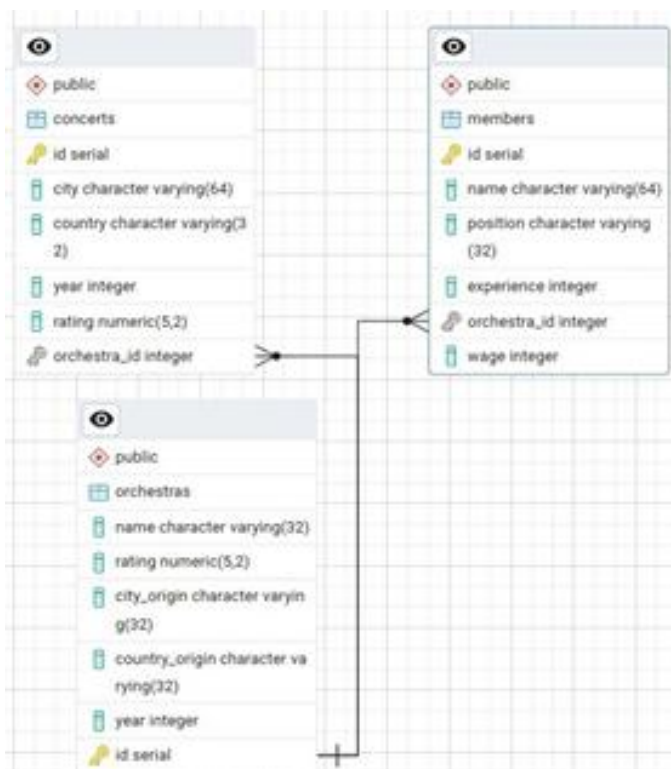 public
concerts
id serial
city character varying(64)
country character varying(3
2)
year integer
rating numeric(5,2)
orchestra_id integer
public
members
id serial
name character varying(64)
position character varying
(32)
experience integer
orchestra_id integer
wage integer
public
orchestras
name character varying(32)
rating numeric(5,2)
city_origin character varyin
g(32)
country_origin character va
rying(32)
year integer
id serial